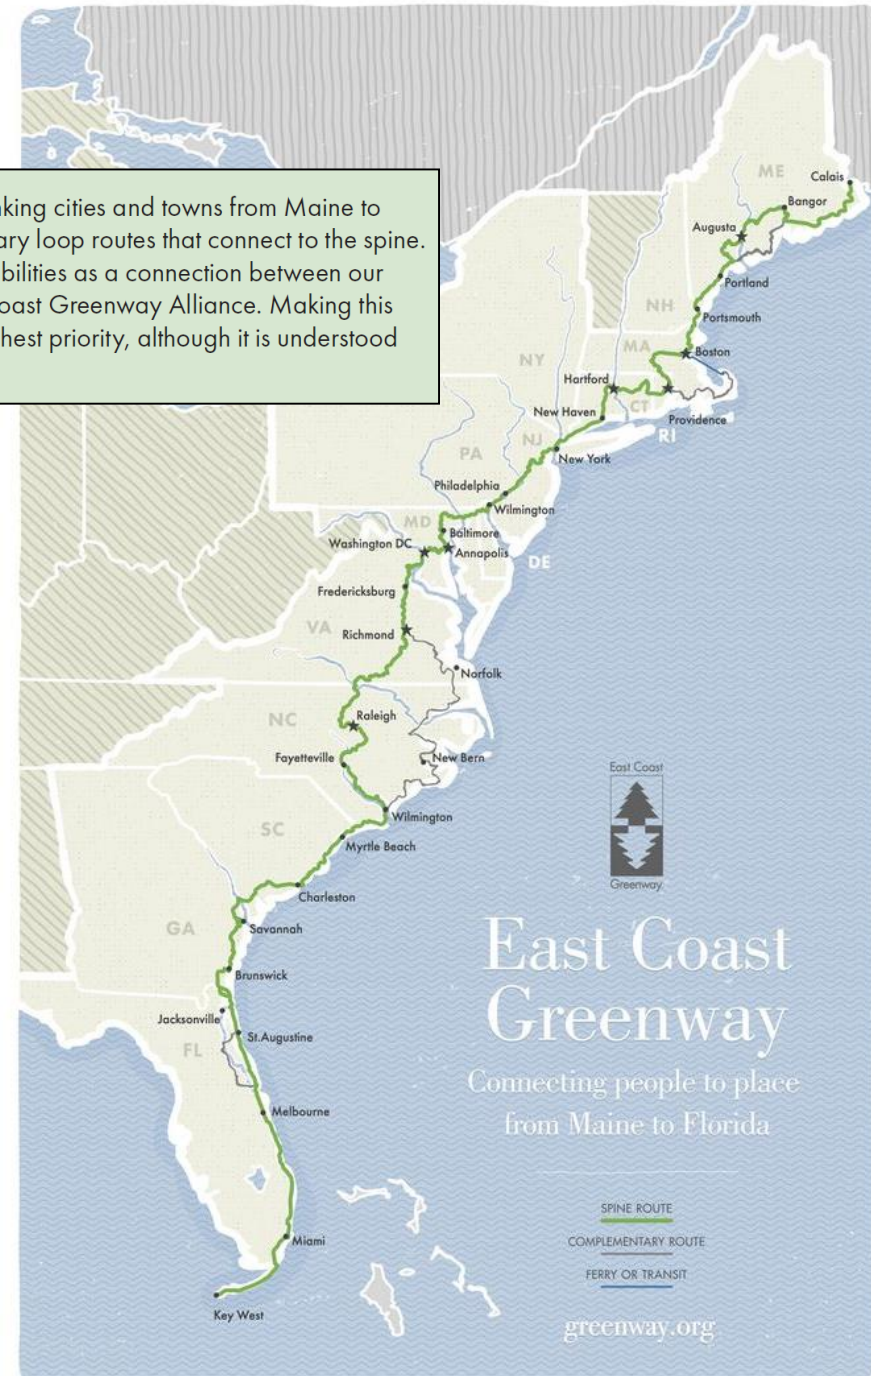 nking cities and towns from Maine to
ary loop routes that connect to the spine.
bilities as a connection between our
oast Greenway Alliance. Making this
hest priority, although it is understood
ME
Calais
Bangor
Augusta
Portland
NH
Portsmouth
MA
Boston
NY
Hartford
CT
New Haven
Providence
RI
NJ
PA
New York
Philadelphia
Wilmington
MD
Baltimore
Washington DC
Annapolis
DE
Fredericksburg
VA
Richmond
Norfolk
NC
Raleigh
Fayetteville
New Bern
Wilmington
SC
Myrtle Beach
Charleston
GA
Savannah
Brunswick
Jacksonville
St.Augustine
FL
Melbourne
Miami
Key West
East Coast
Greenway
East Coast
Greenway
Connecting people to place
from Maine to Florida
SPINE ROUTE
COMPLEMENTARY ROUTE
FERRY OR TRANSIT
greenway.org